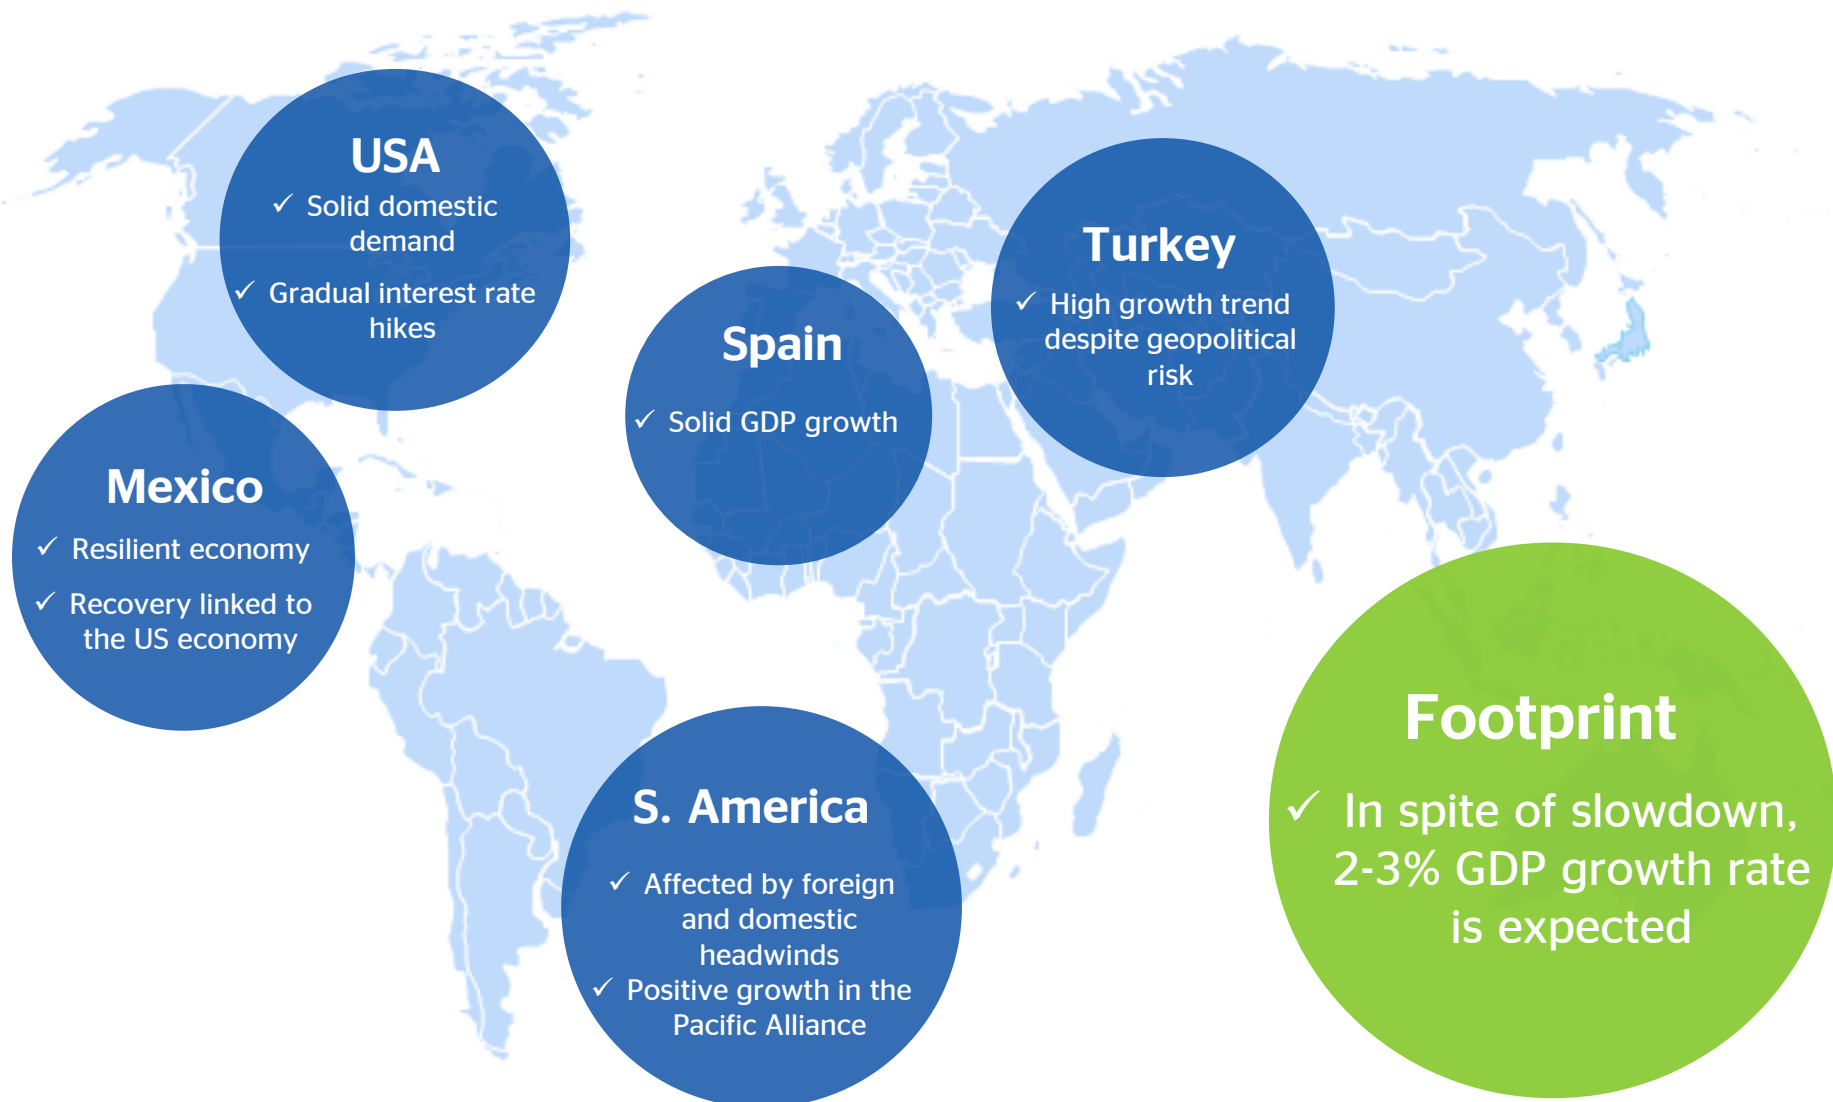 USA
✓ Solid domestic
demand
✓ Gradual interest rate
hikes
Turkey
✓ High growth trend
despite geopolitical
risk
Spain
✓ Solid GDP growth
Mexico
✓ Resilient economy
✓ Recovery linked to
the US economy
S. America
✓ Affected by foreign
and domestic
headwinds
✓ Positive growth in the
Pacific Alliance
Footprint
✓ In spite of slowdown,
2-3% GDP growth rate
is expected